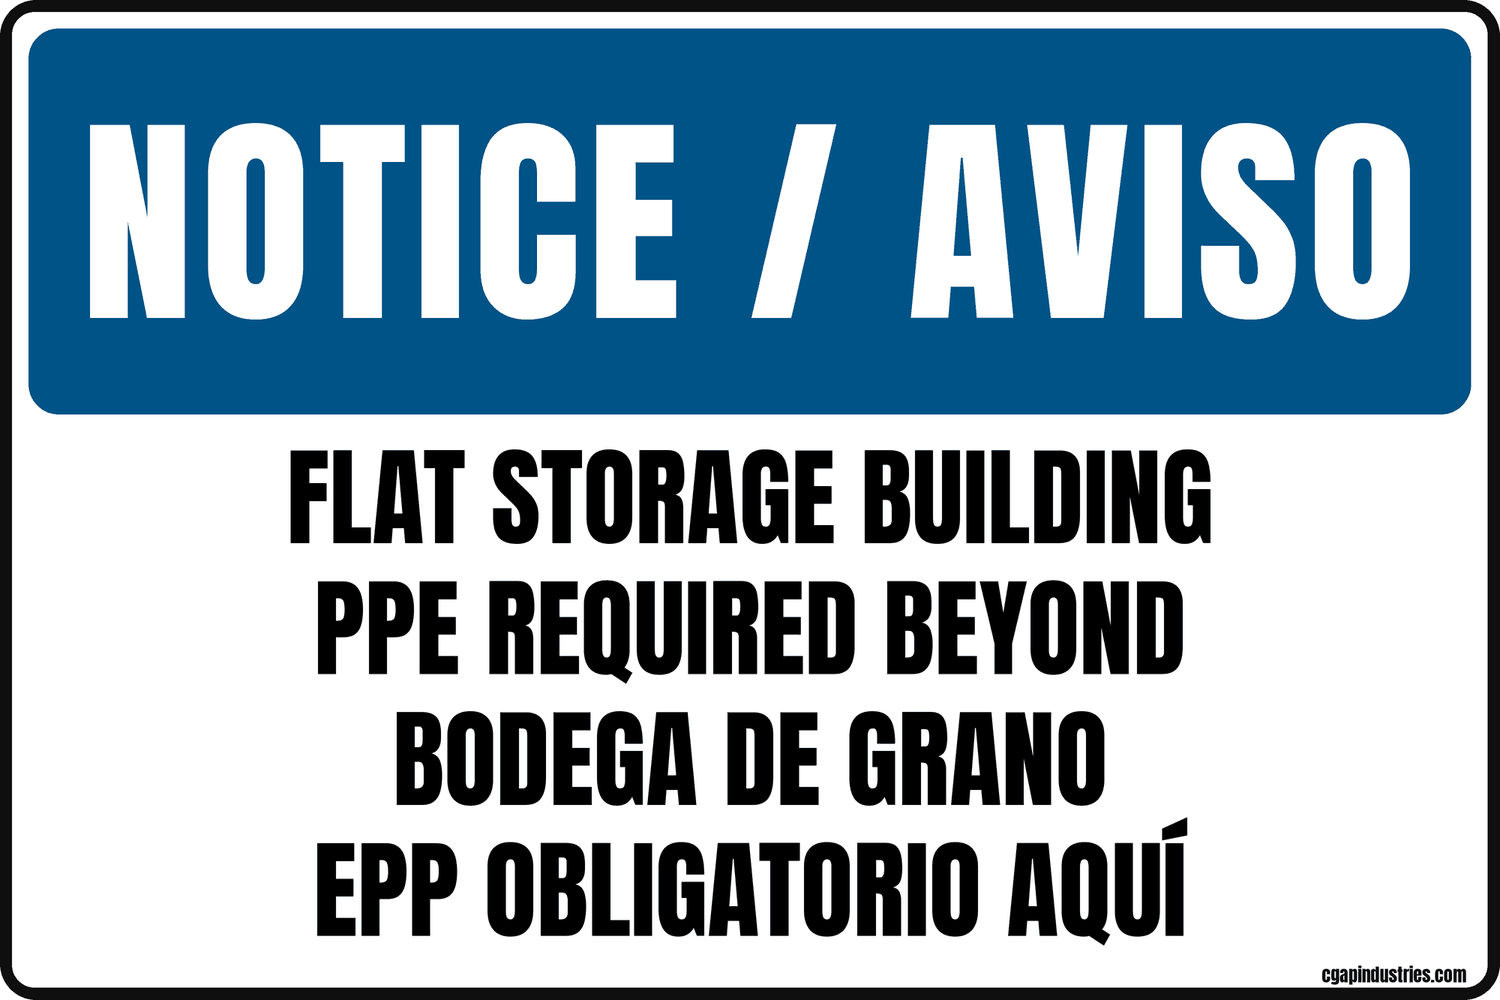 NOTICE / AVISO
FLAT STORAGE BUILDING
PPE REQUIRED BEYOND
BODEGA DE GRANO
EPP OBLIGATORIO AQUÍ
cgapindustries.com